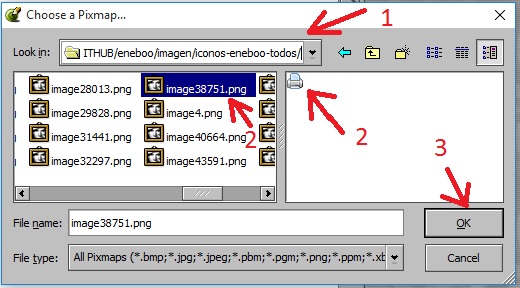 Choose a Pixmap...
1
Look in: ITHUB/eneboo/imagen/iconos-eneboo-todos/
image28013.png image38751.png
image29828.png image4.png
image31441.png image40664.png
image32297.png image43591.png
2
2
3
File name: image38751.png OK
File type: All Pixmaps (*.bmp;*.jpg;*.jpeg;*.pbm;*.pgm;*.png;*.ppm;*.xb Cancel